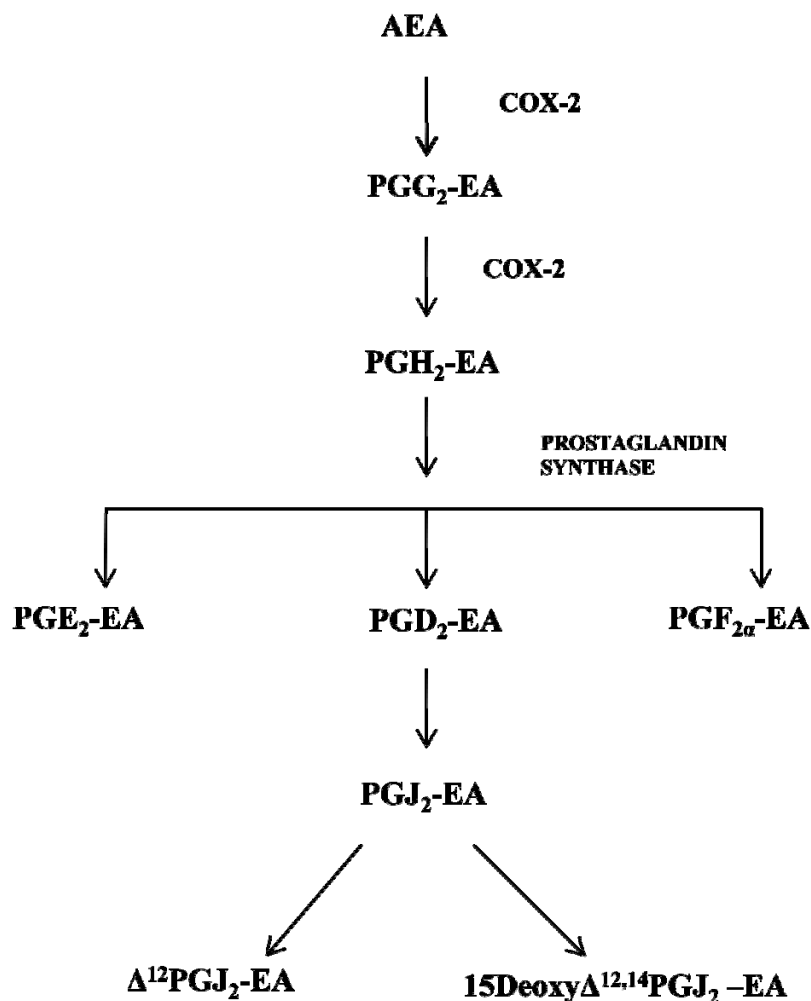 AEA
COX-2
PGG₂-EA
COX-2
PGH₂-EA
PROSTAGLANDIN
SYNTHASE
PGE₂-EA PGD₂-EA PGF₂α-EA
PGJ₂-EA
Δ¹²PGJ₂-EA 15DeoxyΔ¹²,¹⁴PGJ₂ –EA